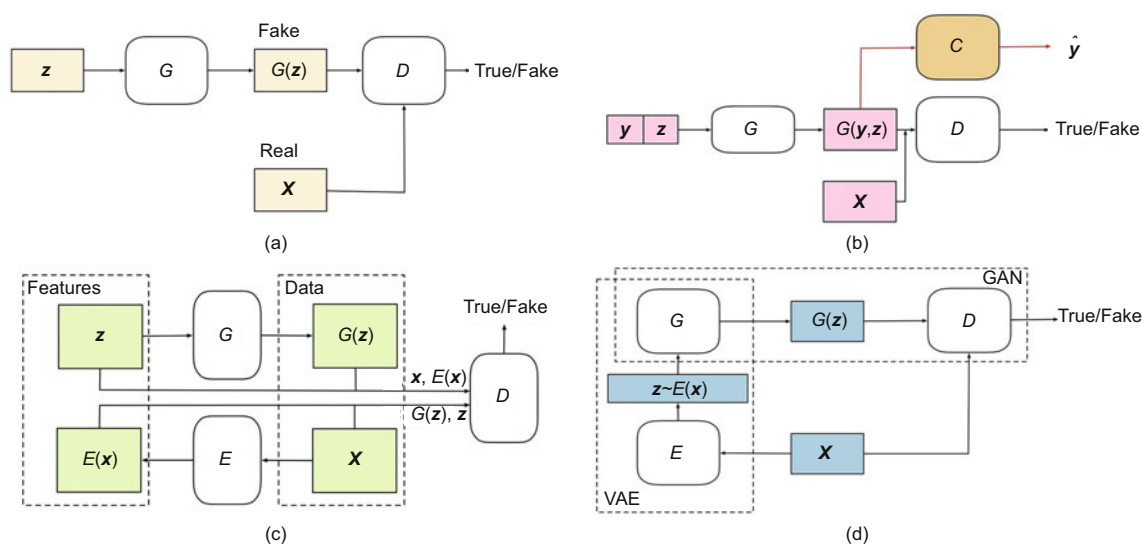 Fake
z
G
G(z)
D
True/Fake
Real
X
(a)
C
ŷ
y z
G
G(y,z)
D
True/Fake
X
(b)
Features
Data
True/Fake
z
G
G(z)
x, E(x)
D
G(z), z
E(x)
E
X
(c)
GAN
G
G(z)
D
True/Fake
z~E(x)
E
X
VAE
(d)